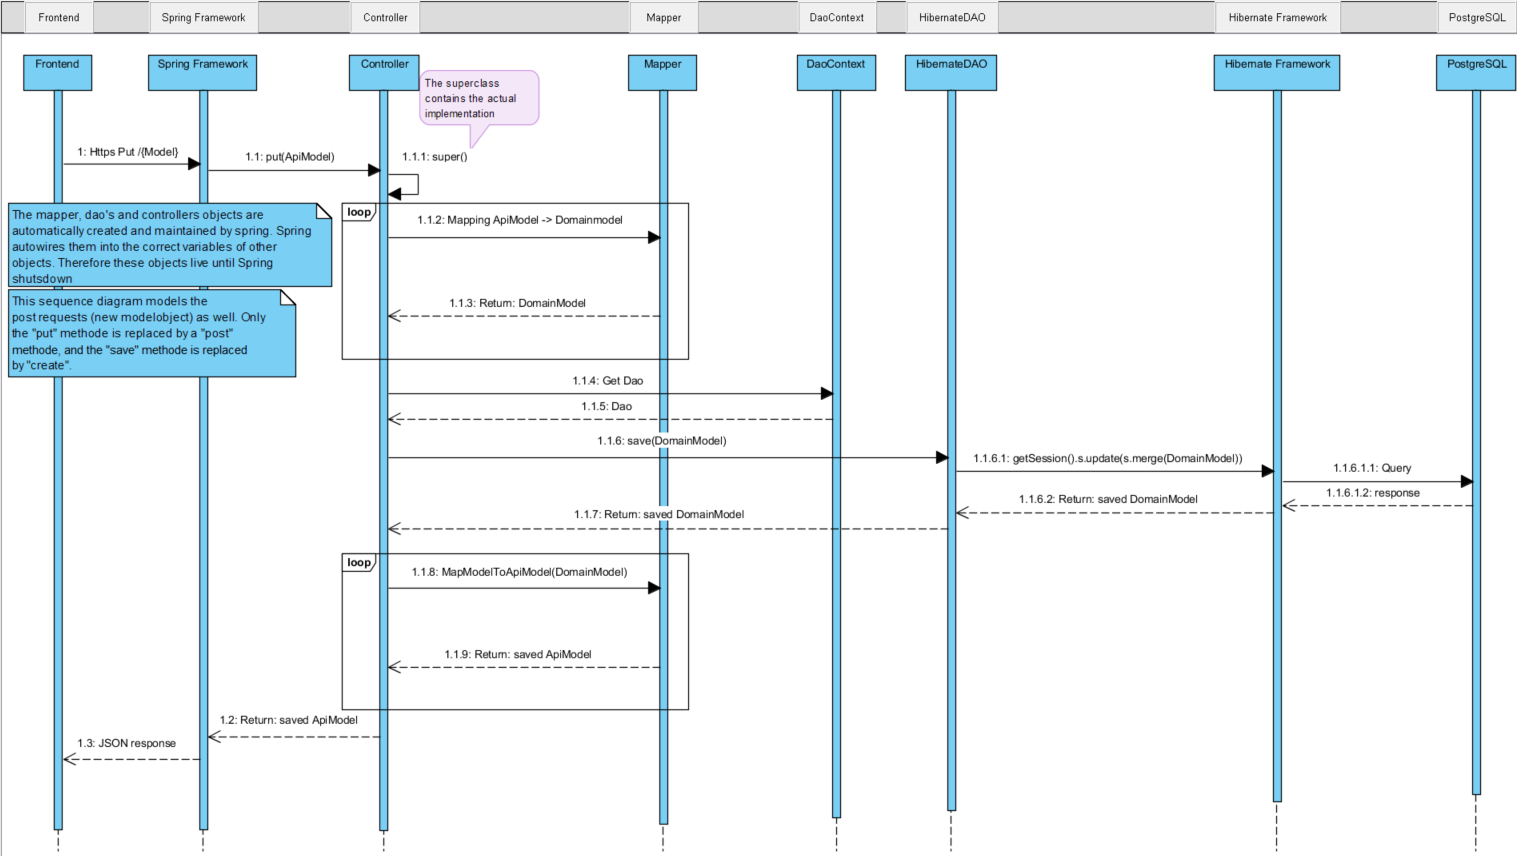 Frontend
Spring Framework
Controller
Mapper
DaoContext
HibernateDAO
Hibernate Framework
PostgreSQL
Frontend
Spring Framework
Controller
Mapper
DaoContext
HibernateDAO
Hibernate Framework
PostgreSQL
The superclass
contains the actual
implementation
1: Https Put /{Model}
1.1: put(ApiModel)
1.1.1: super()
The mapper, dao's and controllers objects are
automatically created and maintained by spring. Spring
autowires them into the correct variables of other
objects. Therefore these objects live until Spring
shutdown
This sequence diagram models the
post requests (new modelobject) as well. Only
the "put" methode is replaced by a "post"
methode, and the "save" methode is replaced
by "create".
loop
1.1.2: Mapping ApiModel -> Domainmodel
1.1.3: Return: DomainModel
1.1.4: Get Dao
1.1.5: Dao
1.1.6: save(DomainModel)
1.1.6.1: getSession().s.update(s.merge(DomainModel))
1.1.6.1.1: Query
1.1.6.1.2: response
1.1.6.2: Return: saved DomainModel
1.1.7: Return: saved DomainModel
loop
1.1.8: MapModelToApiModel(DomainModel)
1.1.9: Return: saved ApiModel
1.2: Return: saved ApiModel
1.3: JSON response